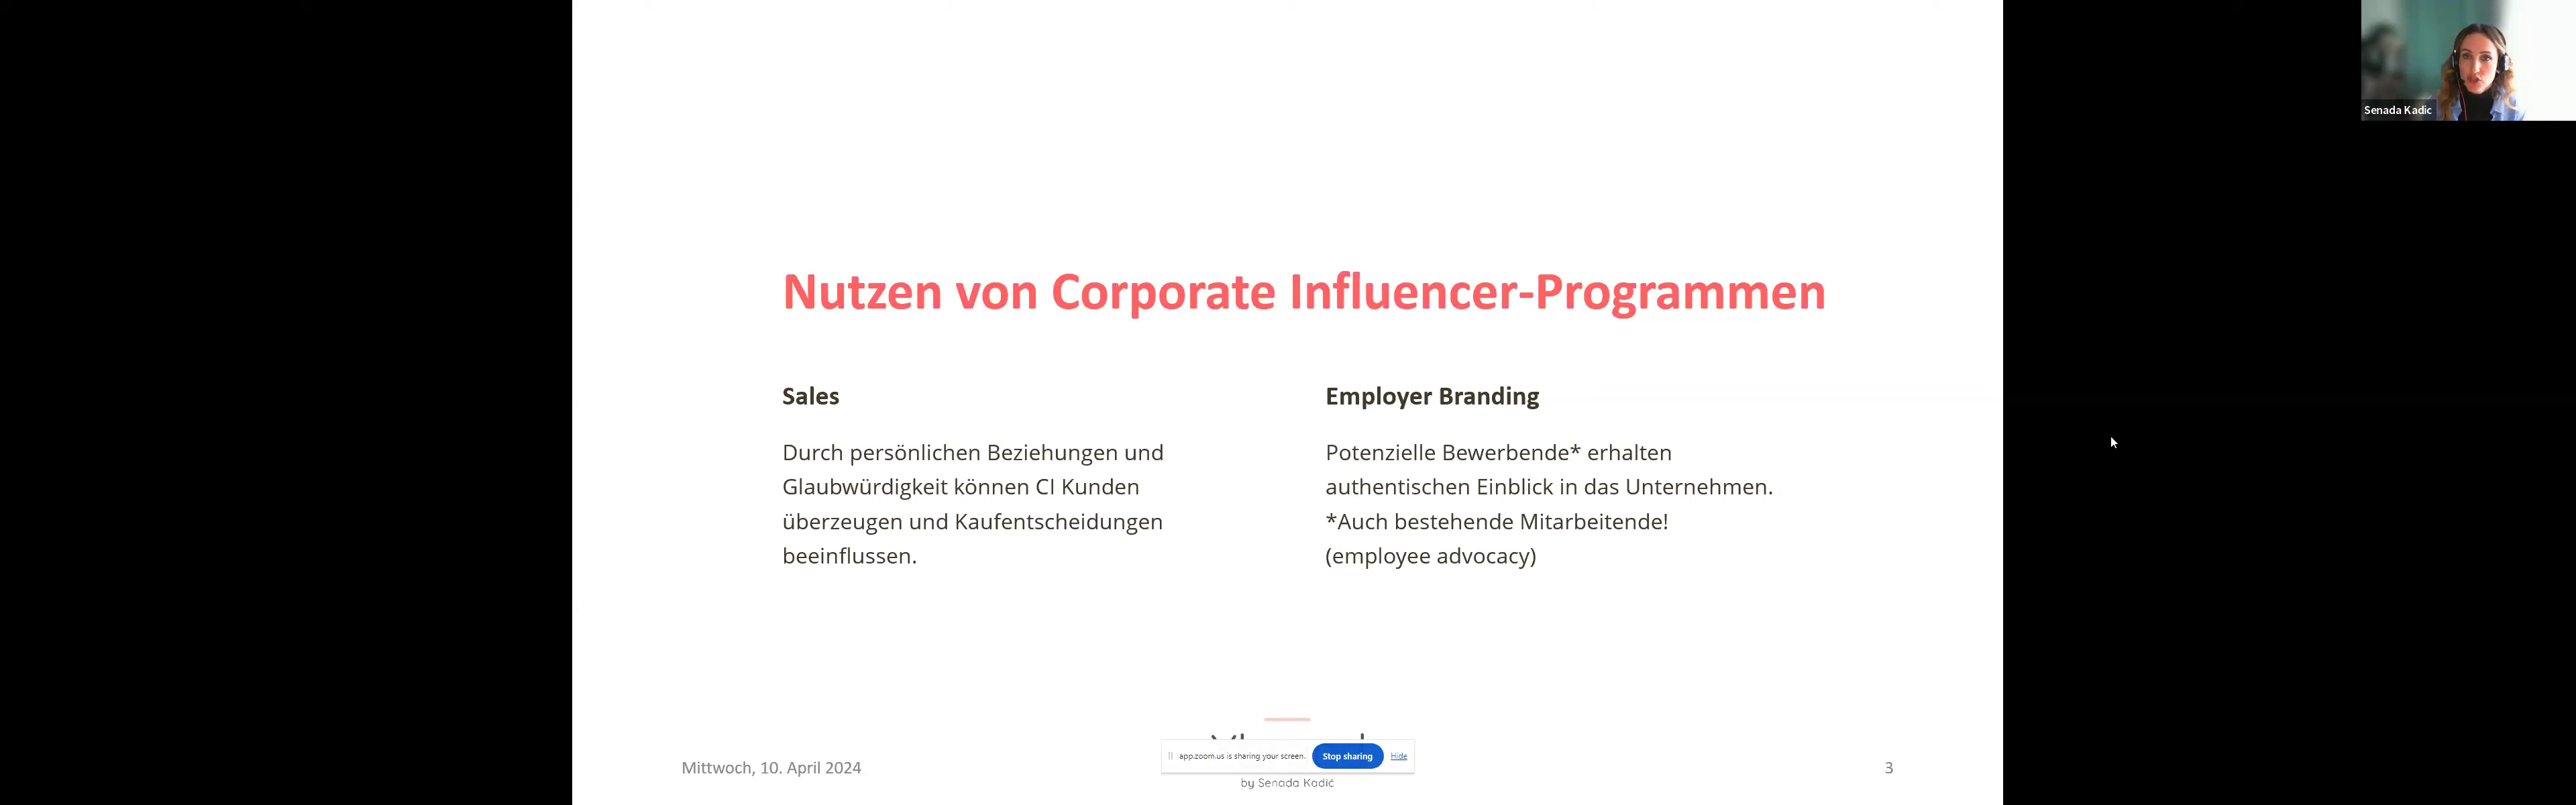 Senada Kadic
Nutzen von Corporate Influencer-Programmen
Sales
Durch persönlichen Beziehungen und
Glaubwürdigkeit können CI Kunden
überzeugen und Kaufentscheidungen
beeinflussen.
Employer Branding
Potenzielle Bewerbende* erhalten
authentischen Einblick in das Unternehmen.
*Auch bestehende Mitarbeitende!
(employee advocacy)
Mittwoch, 10. April 2024
app.zoom.us is sharing your screen. Stop sharing Hide
by Senada Kadić
3